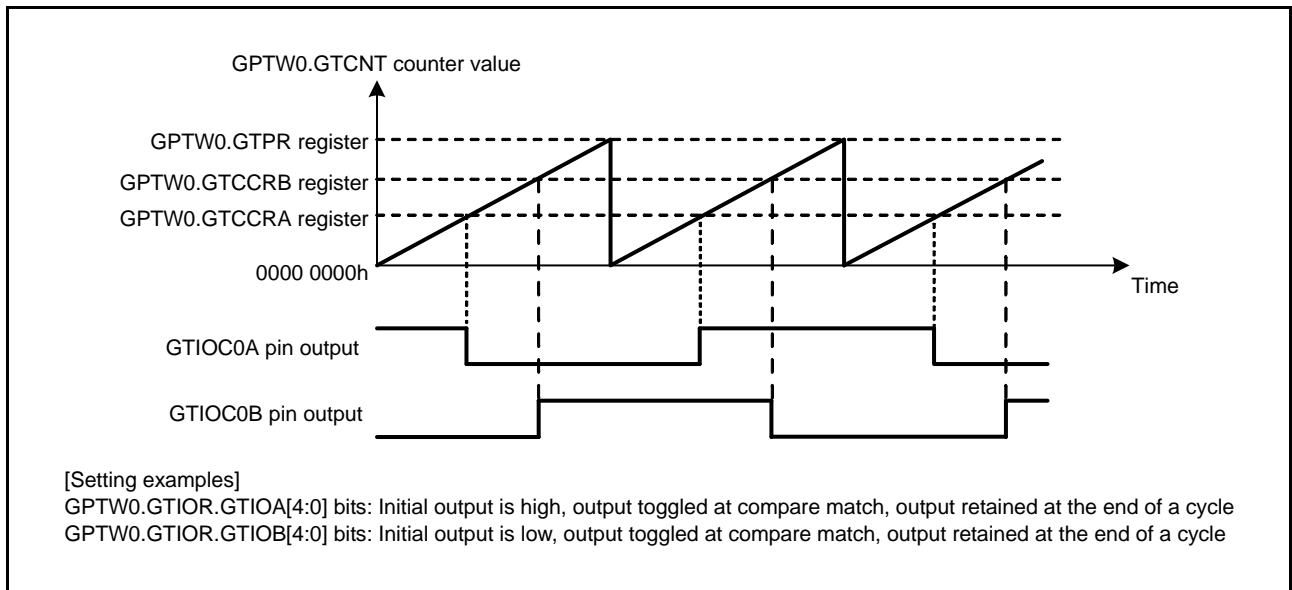 GPTW0.GTCNT counter value
GPTW0.GTPR register
GPTW0.GTCCRB register
GPTW0.GTCCRA register
0000 0000h
Time
GTIOC0A pin output
GTIOC0B pin output
[Setting examples]
GPTW0.GTIOR.GTIOA[4:0] bits: Initial output is high, output toggled at compare match, output retained at the end of a cycle
GPTW0.GTIOR.GTIOB[4:0] bits: Initial output is low, output toggled at compare match, output retained at the end of a cycle